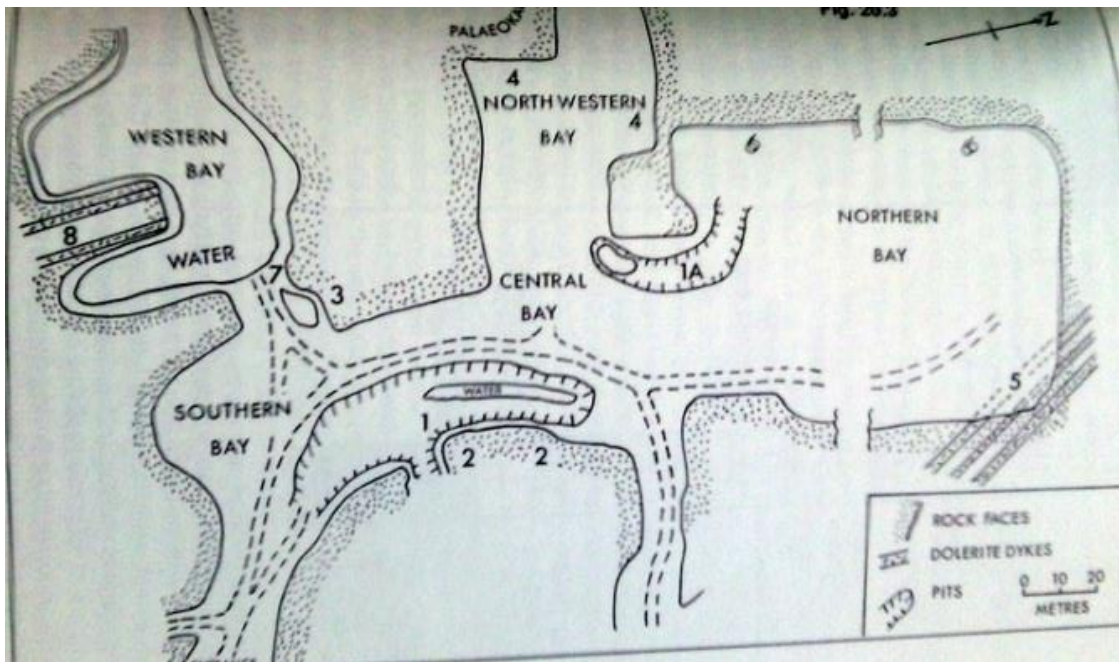 Fig. 26.3
PALAEOKA
Z
4
NORTH WESTERN
BAY
4
WESTERN
BAY
6
6
NORTHERN
BAY
8
WATER
7
3
1A
CENTRAL
BAY
5
WATER
SOUTHERN
BAY
1
2
2
ROCK FACES
DOLERITE DYKES
PITS
0 10 20
METRES